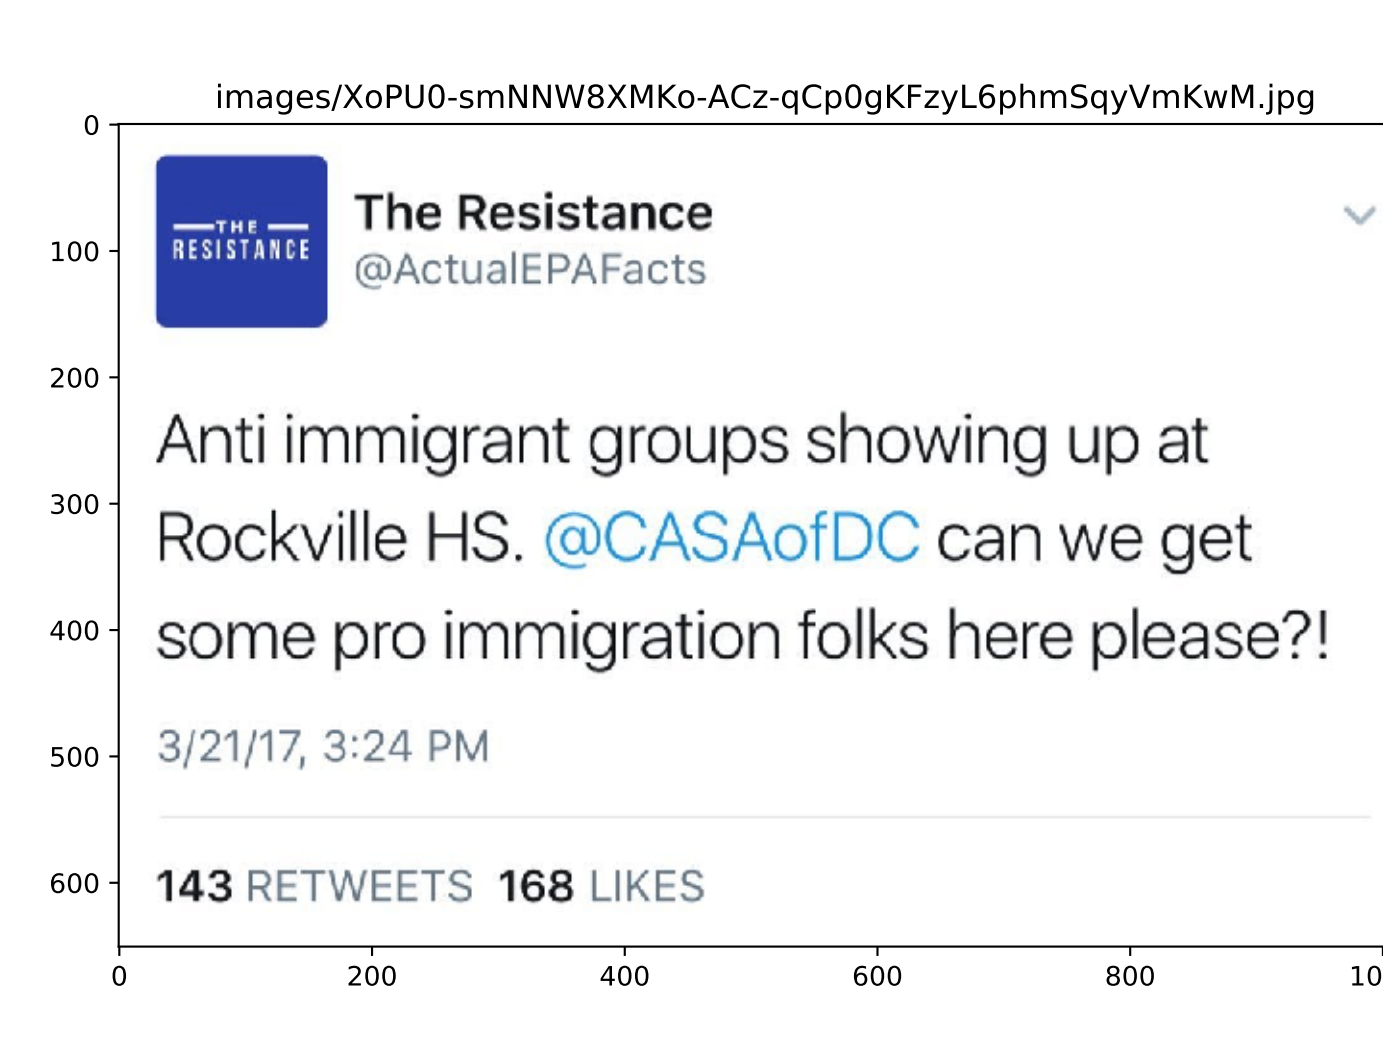 images/XoPU0-smNNW8XMKo-ACz-qCp0gKFzyL6phmSqyVmKwM.jpg
0
100
200
300
400
500
600
THE
RESISTANCE
The Resistance
@ActualEPAFacts
Anti immigrant groups showing up at
Rockville HS. @CASAofDC can we get
some pro immigration folks here please?!
3/21/17, 3:24 PM
143 RETWEETS 168 LIKES
0 200 400 600 800 10